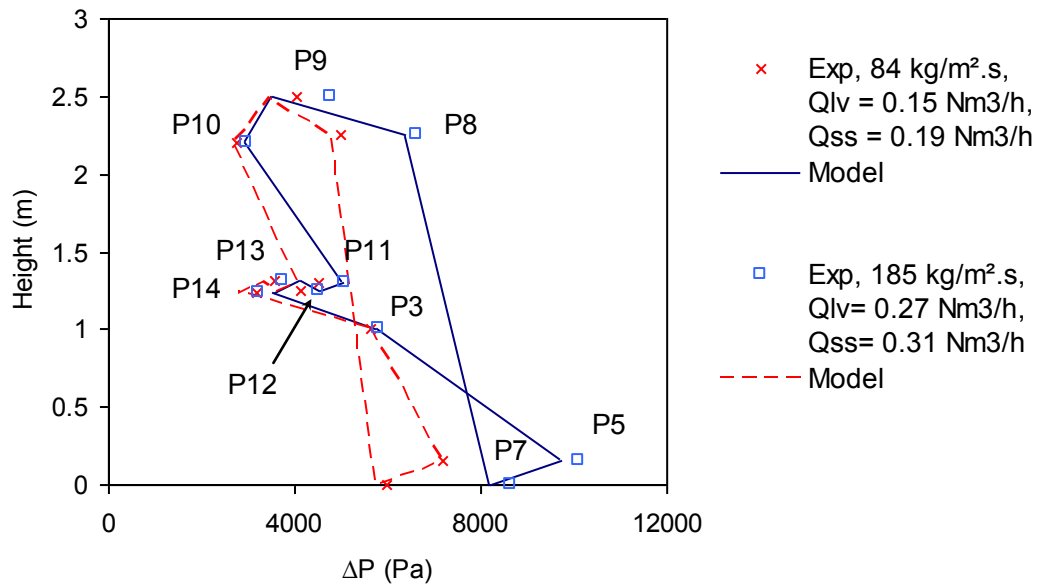 3
2.5
2
1.5
1
0.5
0
Height (m)
0
4000
8000
12000
ΔP (Pa)
P9
P10
P8
P13
P11
P14
P3
P12
P5
P7
Exp, 84 kg/m².s,
Qlv = 0.15 Nm3/h,
Qss = 0.19 Nm3/h
Model
Exp, 185 kg/m².s,
Qlv= 0.27 Nm3/h,
Qss= 0.31 Nm3/h
Model